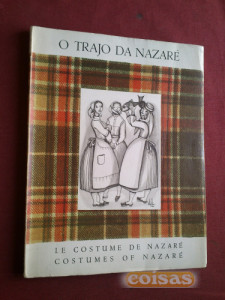 O TRAJO DA NAZARÉ
LE COSTUME DE NAZARÉ
COSTUMES OF NAZARÉ
coisas